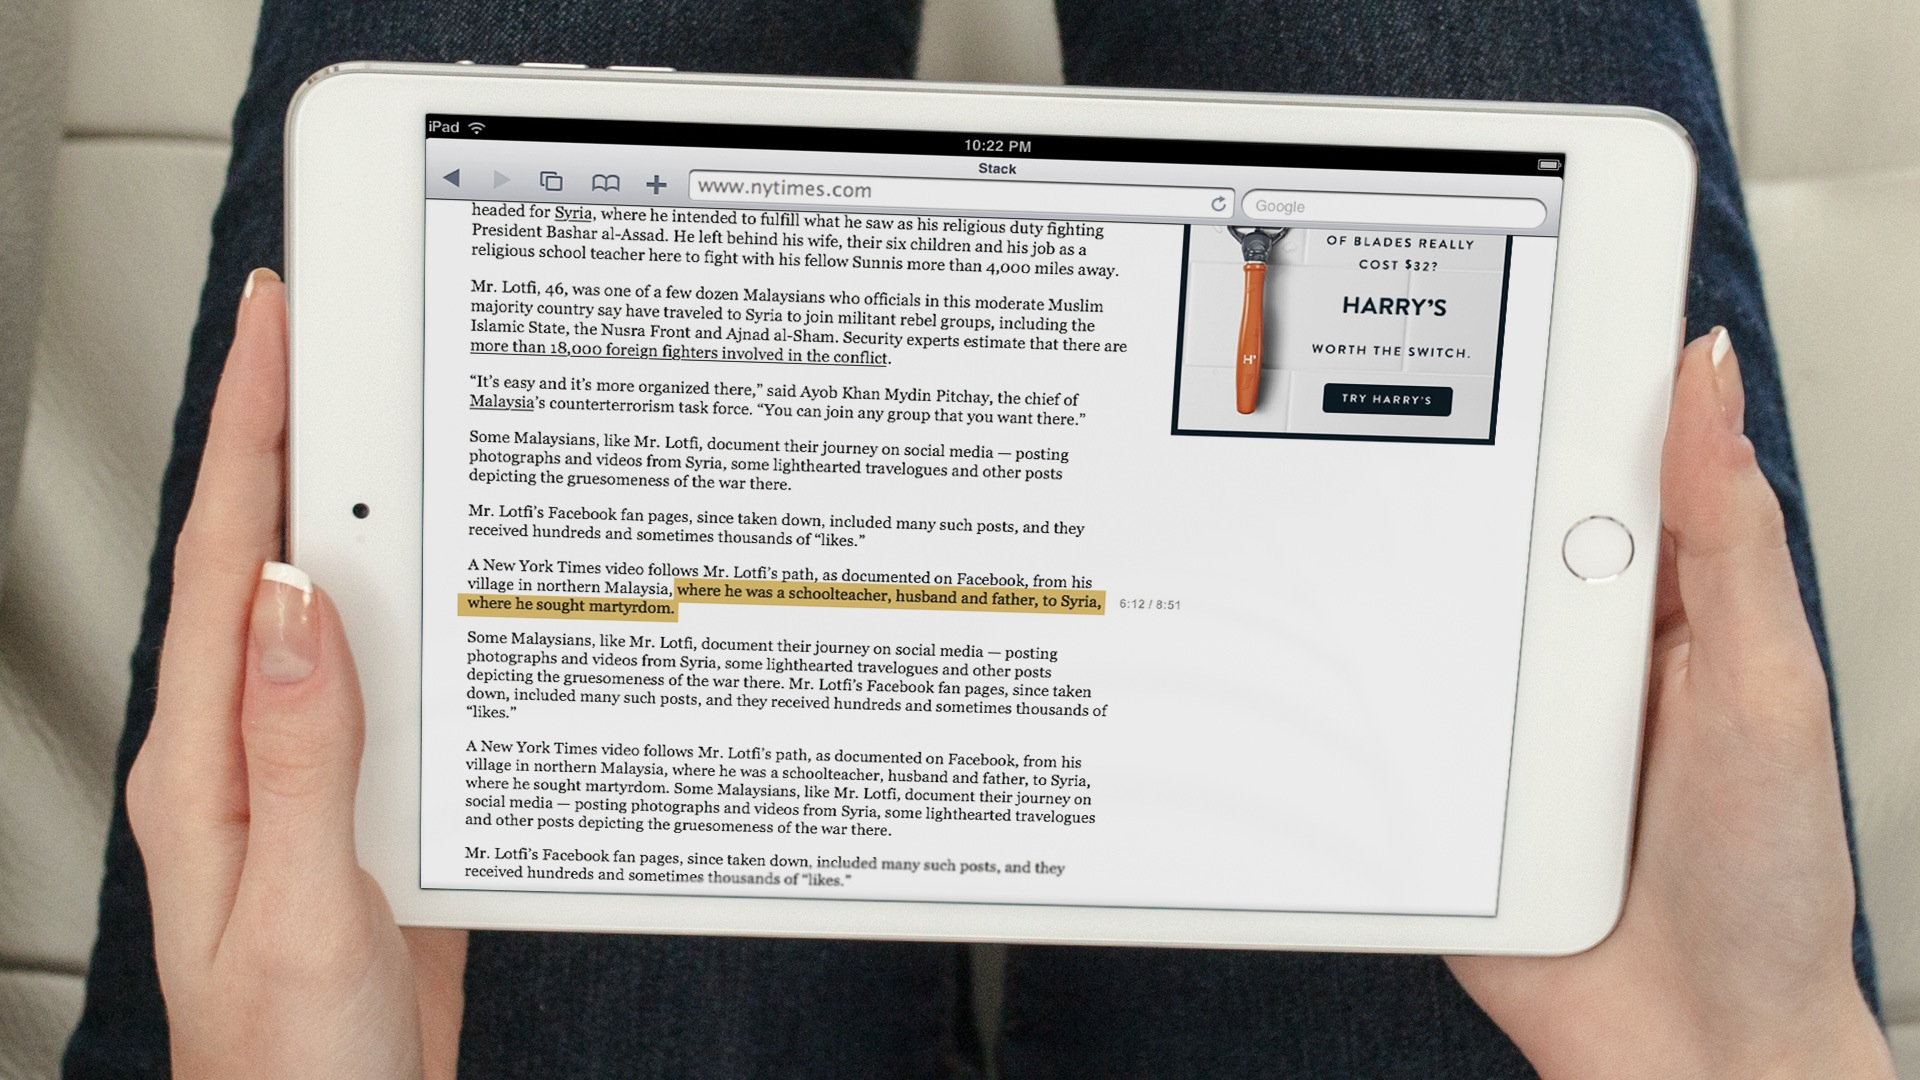 iPad
10:22 PM
Stack
www.nytimes.com
Google
headed for Syria, where he intended to fulfill what he saw as his religious duty fighting
President Bashar al-Assad. He left behind his wife, their six children and his job as a
religious school teacher here to fight with his fellow Sunnis more than 4,000 miles away.
Mr. Lotfi, 46, was one of a few dozen Malaysians who officials in this moderate Muslim
majority country say have traveled to Syria to join militant rebel groups, including the
Islamic State, the Nusra Front and Ajnad al-Sham. Security experts estimate that there are
more than 18,000 foreign fighters involved in the conflict.
“It’s easy and it’s more organized there,” said Ayob Khan Mydin Pitchay, the chief of
Malaysia’s counterterrorism task force. “You can join any group that you want there.”
Some Malaysians, like Mr. Lotfi, document their journey on social media — posting
photographs and videos from Syria, some lighthearted travelogues and other posts
depicting the gruesomeness of the war there.
Mr. Lotfi’s Facebook fan pages, since taken down, included many such posts, and they
received hundreds and sometimes thousands of “likes.”
A New York Times video follows Mr. Lotfi’s path, as documented on Facebook, from his
village in northern Malaysia, where he was a schoolteacher, husband and father, to Syria,
where he sought martyrdom.
6:12 / 8:51
Some Malaysians, like Mr. Lotfi, document their journey on social media — posting
photographs and videos from Syria, some lighthearted travelogues and other posts
depicting the gruesomeness of the war there. Mr. Lotfi’s Facebook fan pages, since taken
down, included many such posts, and they received hundreds and sometimes thousands of
“likes.”
A New York Times video follows Mr. Lotfi’s path, as documented on Facebook, from his
village in northern Malaysia, where he was a schoolteacher, husband and father, to Syria,
where he sought martyrdom. Some Malaysians, like Mr. Lotfi, document their journey on
social media — posting photographs and videos from Syria, some lighthearted travelogues
and other posts depicting the gruesomeness of the war there.
Mr. Lotfi’s Facebook fan pages, since taken down, included many such posts, and they
received hundreds and sometimes thousands of “likes.”
OF BLADES REALLY
COST $32?
HARRY’S
WORTH THE SWITCH.
TRY HARRY’S
H’